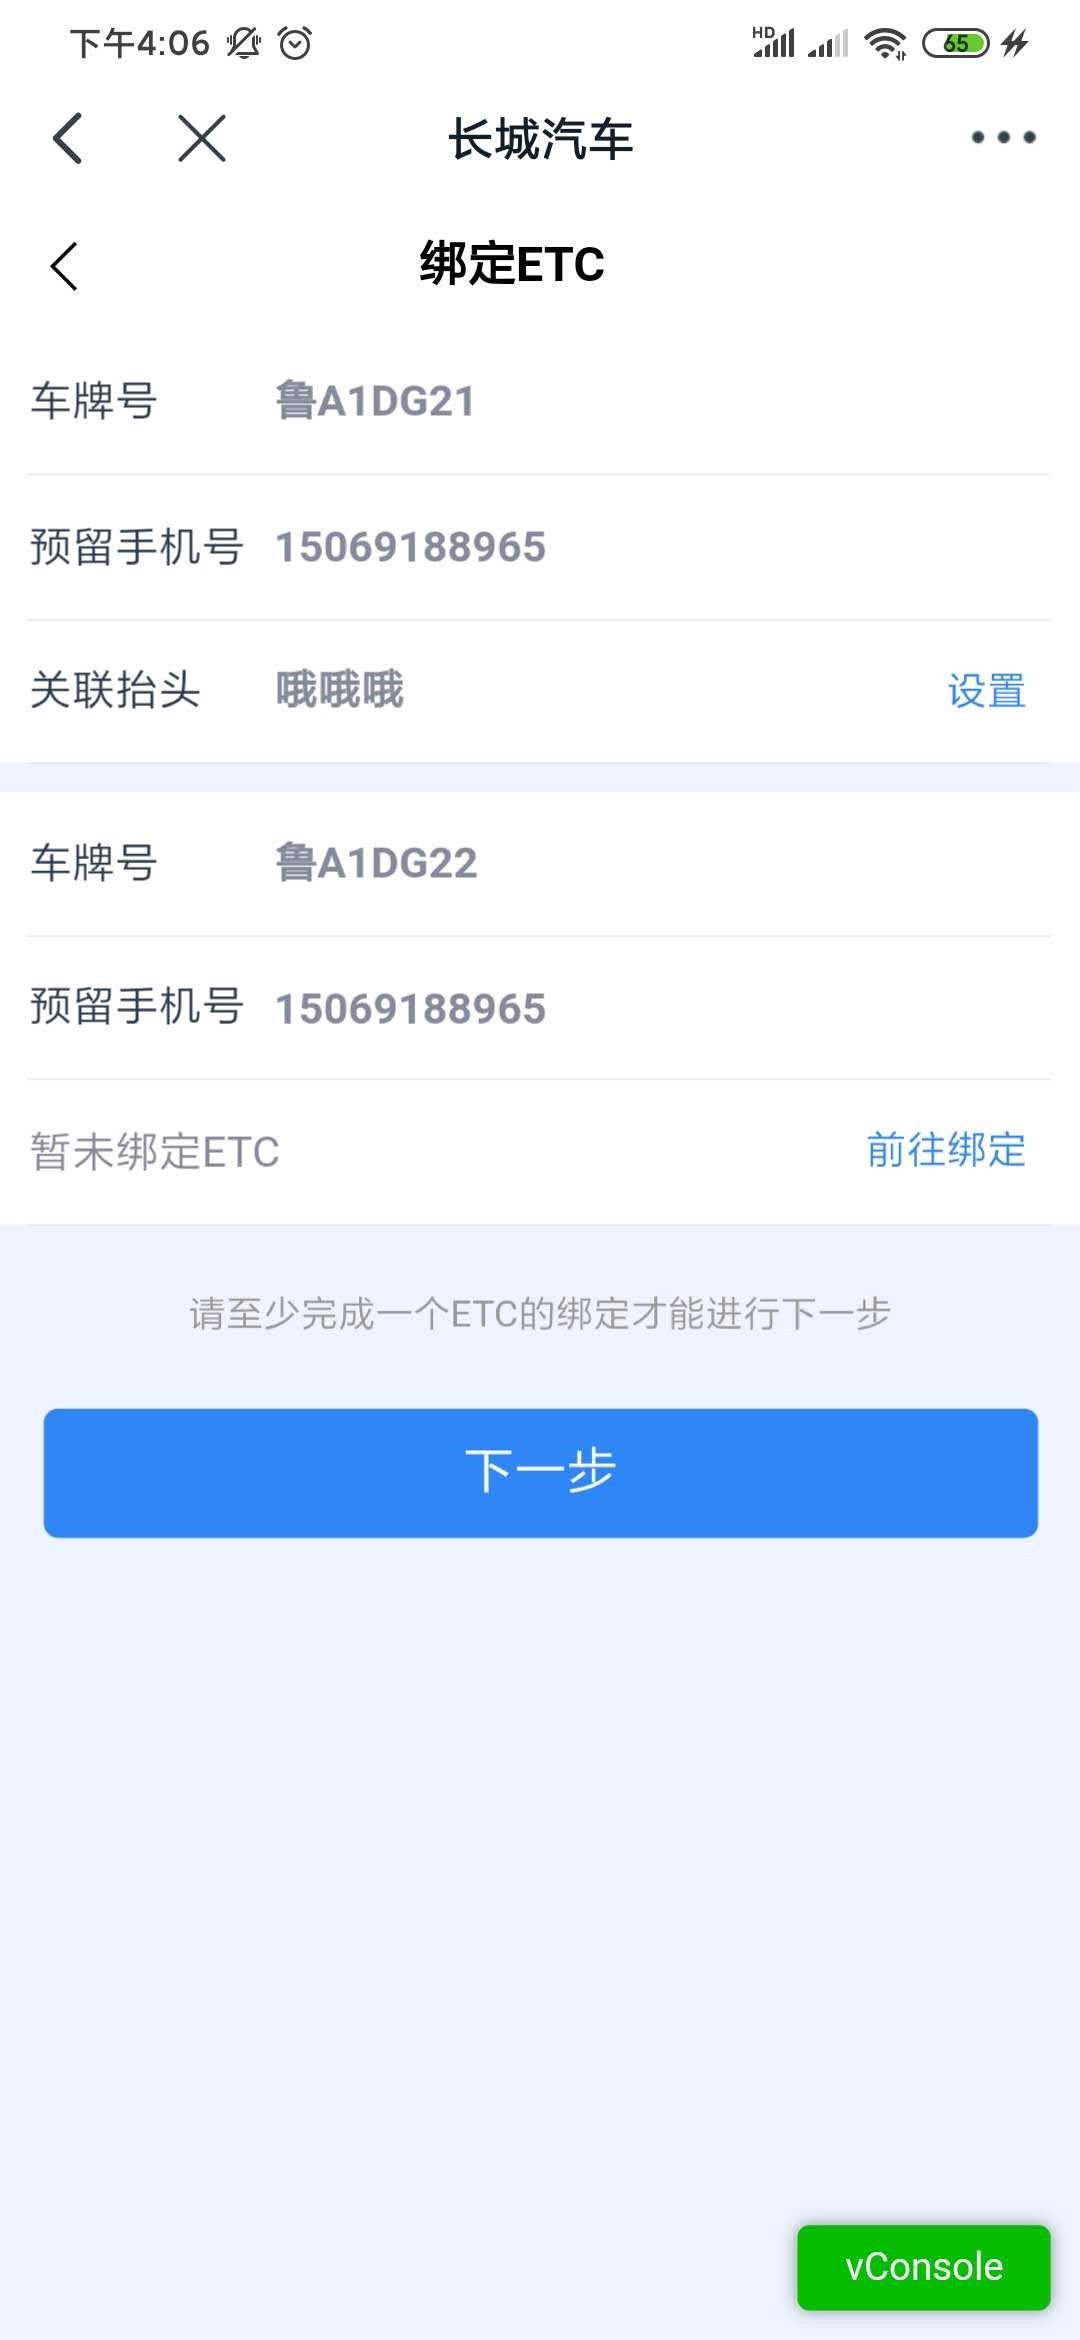 下午4:06 HD 65
长城汽车
绑定ETC
车牌号 鲁A1DG21
预留手机号 15069188965
关联抬头 哦哦哦 设置
车牌号 鲁A1DG22
预留手机号 15069188965
暂未绑定ETC 前往绑定
请至少完成一个ETC的绑定才能进行下一步
下一步
vConsole